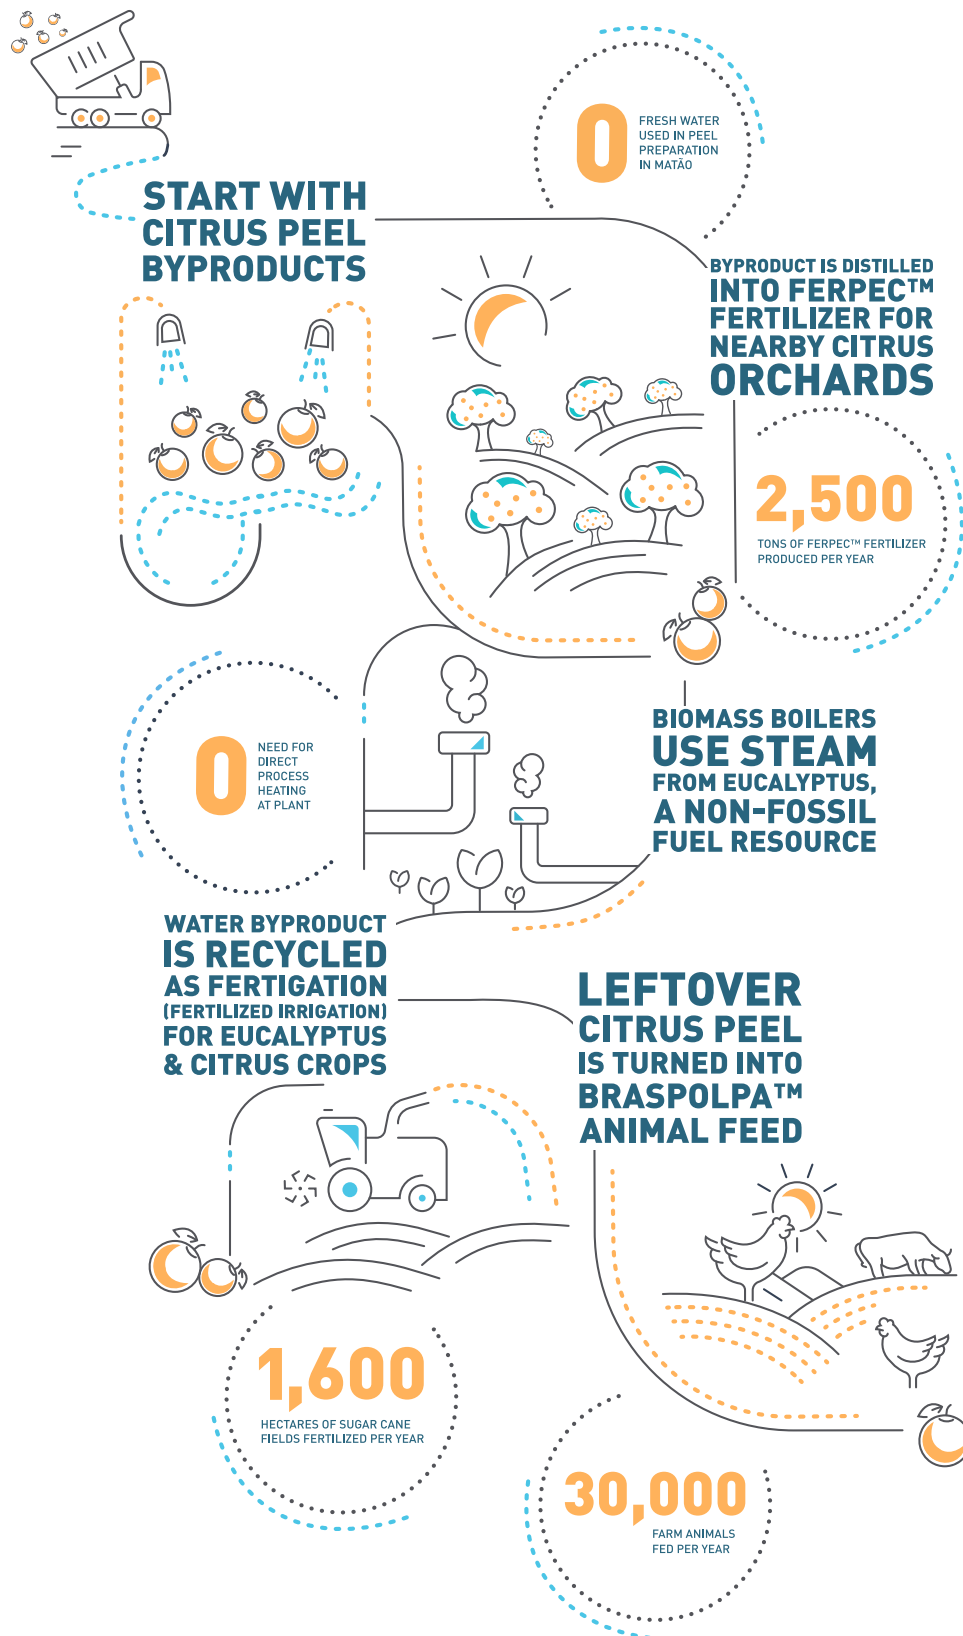 0
FRESH WATER
USED IN PEEL
PREPARATION
IN MATÃO
START WITH
CITRUS PEEL
BYPRODUCTS
BYPRODUCT IS DISTILLED
INTO FERPEC™
FERTILIZER FOR
NEARBY CITRUS
ORCHARDS
2,500
TONS OF FERPEC™ FERTILIZER
PRODUCED PER YEAR
BIOMASS BOILERS
USE STEAM
FROM EUCALYPTUS,
A NON-FOSSIL
FUEL RESOURCE
0
NEED FOR
DIRECT
PROCESS
HEATING
AT PLANT
WATER BYPRODUCT
IS RECYCLED
AS FERTIGATION
(FERTILIZED IRRIGATION)
FOR EUCALYPTUS
& CITRUS CROPS
LEFTOVER
CITRUS PEEL
IS TURNED INTO
BRASPOLPA™
ANIMAL FEED
1,600
HECTARES OF SUGAR CANE
FIELDS FERTILIZED PER YEAR
30,000
FARM ANIMALS
FED PER YEAR